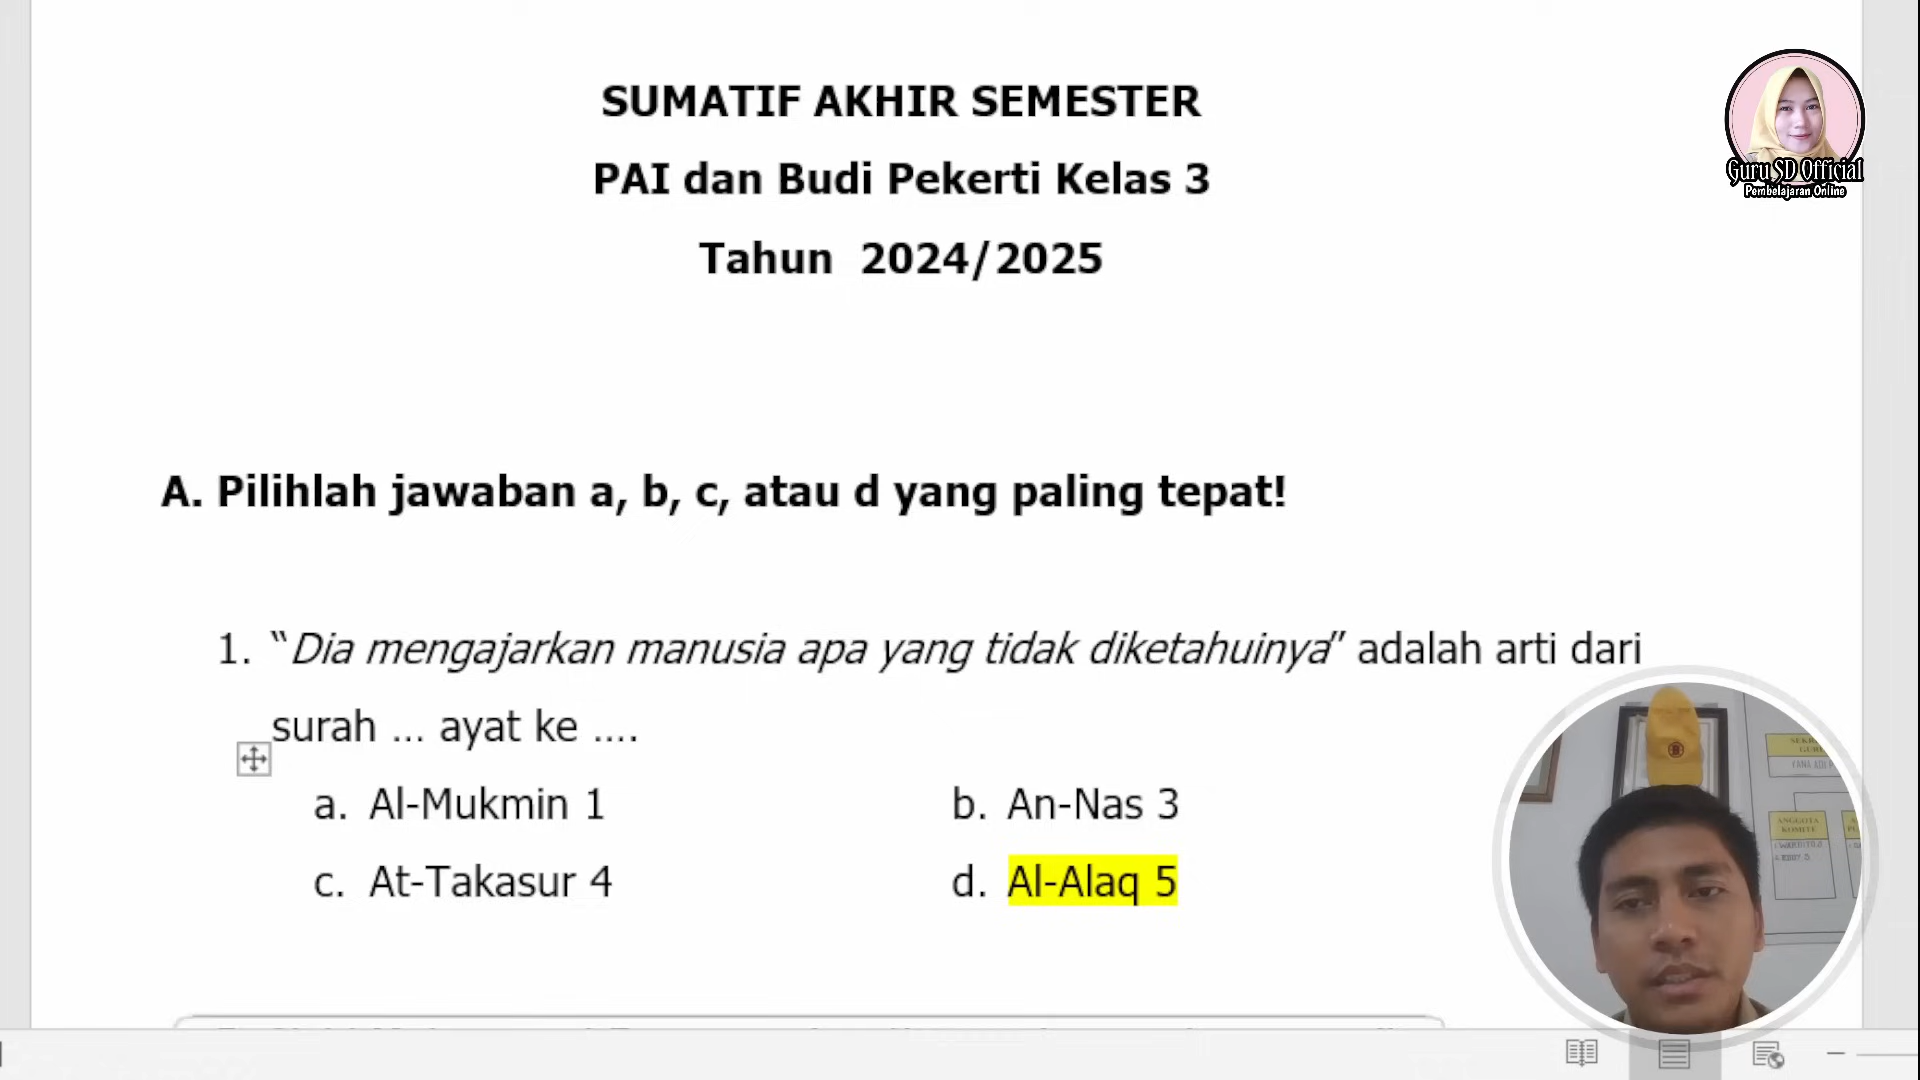 SUMATIF AKHIR SEMESTER
PAI dan Budi Pekerti Kelas 3
Tahun 2024/2025
Guru SD Official
Pembelajaran Online
A. Pilihlah jawaban a, b, c, atau d yang paling tepat!
1. “Dia mengajarkan manusia apa yang tidak diketahuinya” adalah arti dari
surah ... ayat ke ....
a. Al-Mukmin 1
b. An-Nas 3
c. At-Takasur 4
d. Al-Alaq 5
ANGGOTA
KOMITE